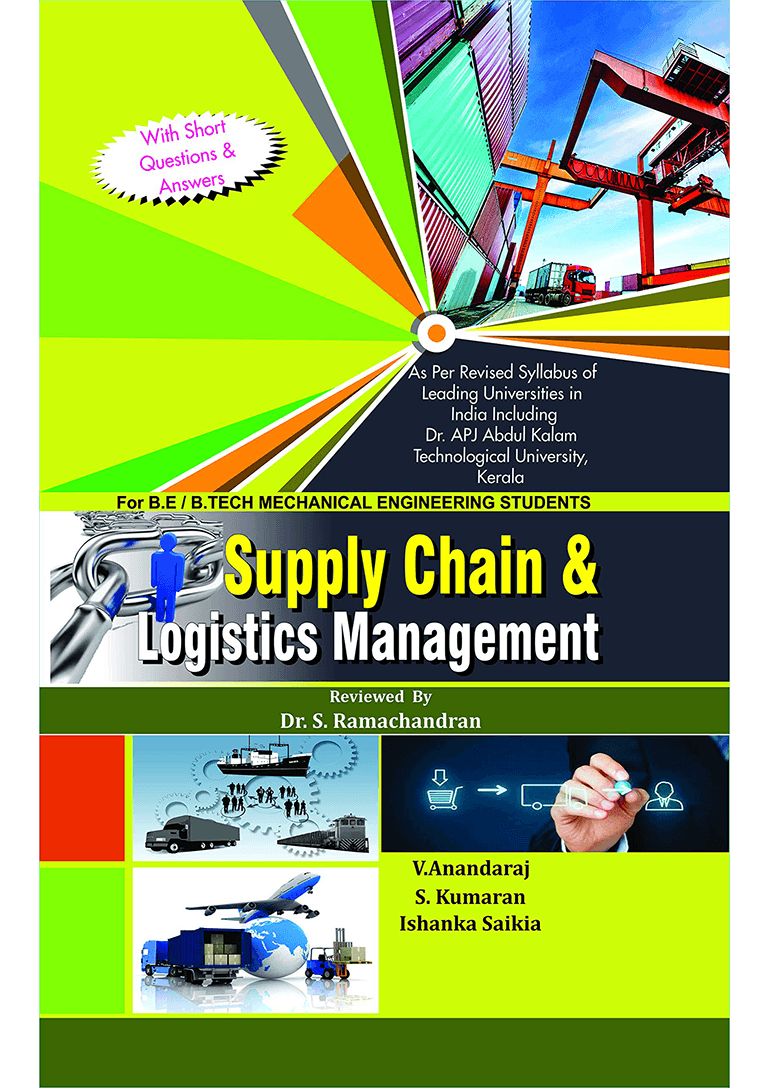 With Short
Questions &
Answers
As Per Revised Syllabus of
Leading Universities in
India Including
Dr. APJ Abdul Kalam
Technological University,
Kerala
For B.E / B.TECH MECHANICAL ENGINEERING STUDENTS
Supply Chain &
Logistics Management
Reviewed By
Dr. S. Ramachandran
V.Anandaraj
S. Kumaran
Ishanka Saikia